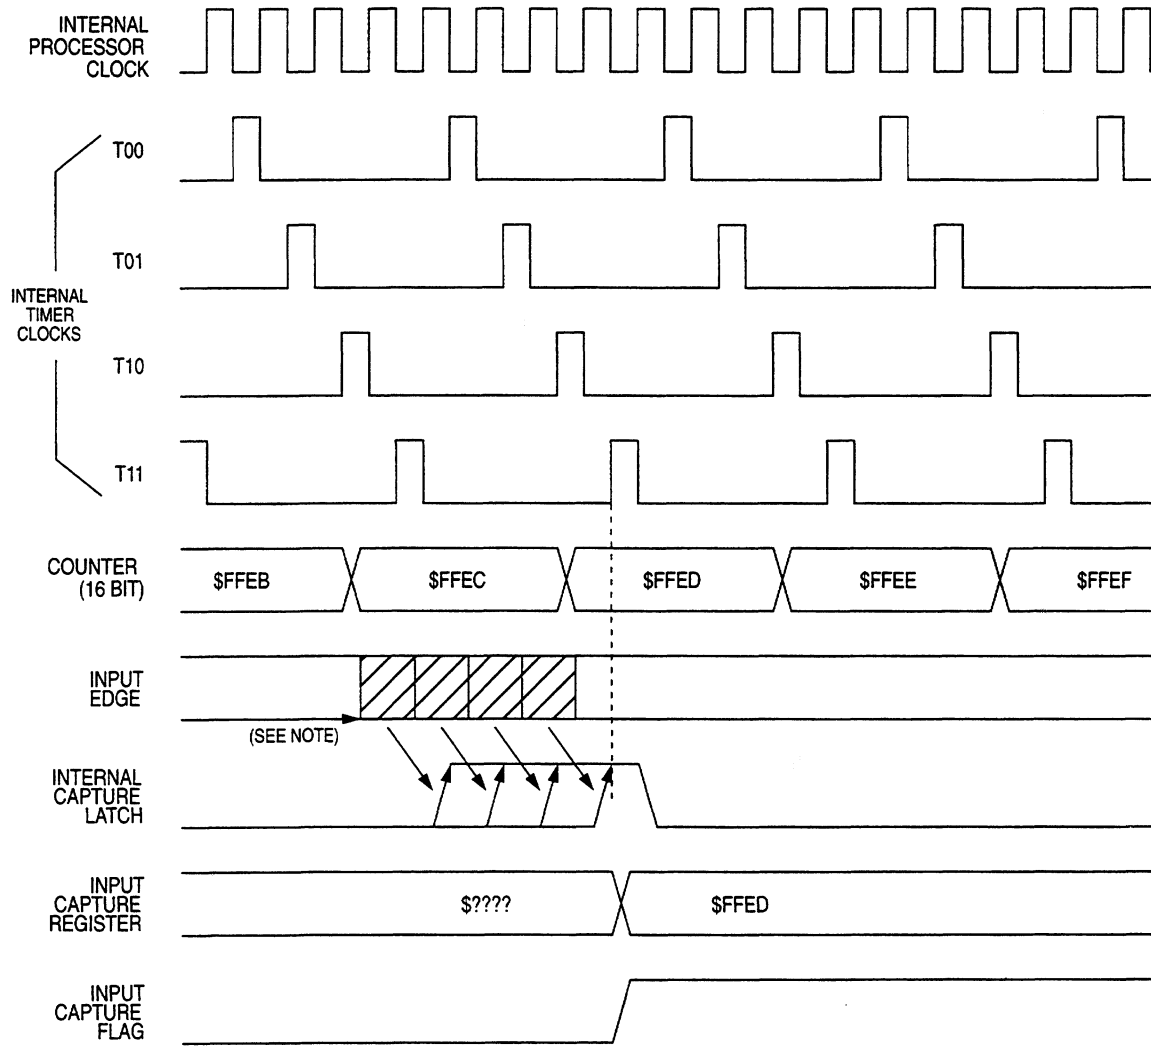 INTERNAL
PROCESSOR
CLOCK
T00
T01
INTERNAL
TIMER
CLOCKS
T10
T11
COUNTER
(16 BIT)
$FFEB
$FFEC
$FFED
$FFEE
$FFEF
INPUT
EDGE
(SEE NOTE)
INTERNAL
CAPTURE
LATCH
INPUT
CAPTURE
REGISTER
$????
$FFED
INPUT
CAPTURE
FLAG